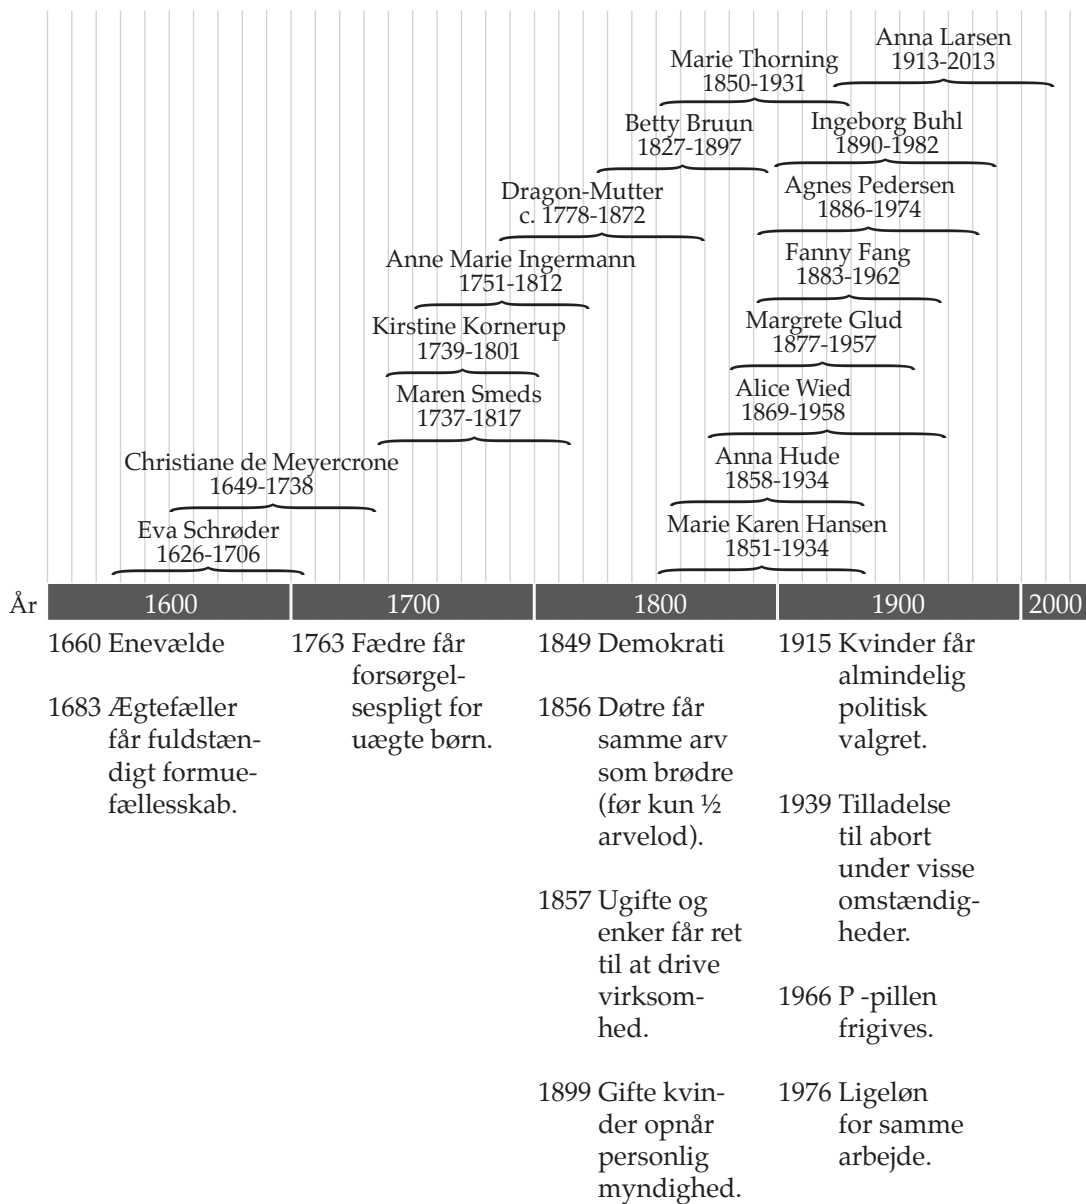 Anna Larsen
1913-2013
Marie Thorning
1850-1931
Betty Bruun
1827-1897
Ingeborg Buhl
1890-1982
Dragon-Mutter
c. 1778-1872
Agnes Pedersen
1886-1974
Anne Marie Ingermann
1751-1812
Fanny Fang
1883-1962
Kirstine Kornerup
1739-1801
Margrete Glud
1877-1957
Maren Smeds
1737-1817
Alice Wied
1869-1958
Christiane de Meyercrone
1649-1738
Anna Hude
1858-1934
Eva Schrøder
1626-1706
Marie Karen Hansen
1851-1934
År 1600 1700 1800 1900 2000
1660 Enevælde
1683 Ægtefæller
får fuldstæn-
digt formue-
fællesskab.
1763 Fædre får
forsørgel-
sespligt for
uægte børn.
1849 Demokrati
1856 Døtre får
samme arv
som brødre
(før kun ½
arvelod).
1857 Ugifte og
enker får ret
til at drive
virksom-
hed.
1899 Gifte kvin-
der opnår
personlig
myndighed.
1915 Kvinder får
almindelig
politisk
valgret.
1939 Tilladelse
til abort
under visse
omstændig-
heder.
1966 P -pillen
frigives.
1976 Ligeløn
for samme
arbejde.